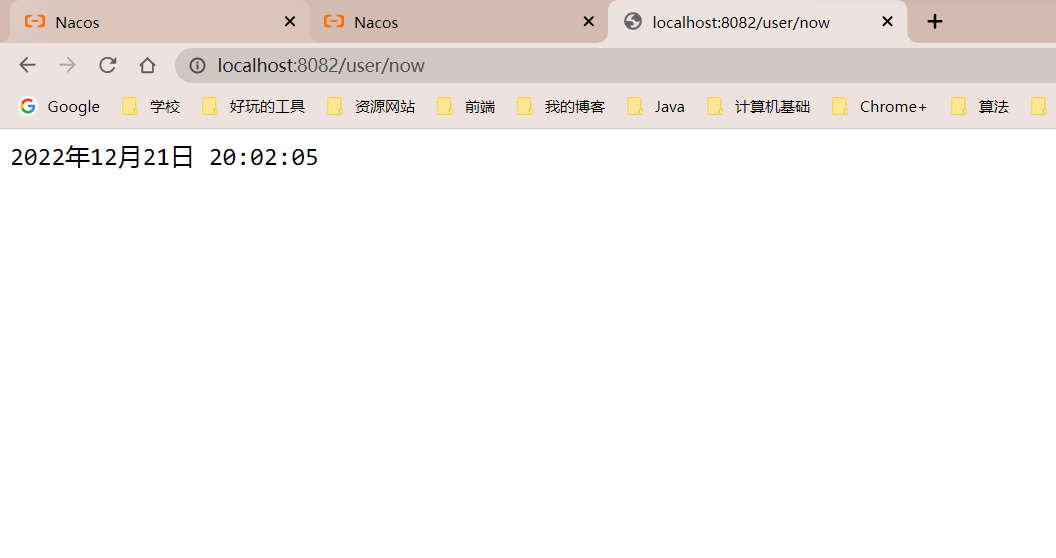 Nacos Nacos localhost:8082/user/now
localhost:8082/user/now
Google 学校 好玩的工具 资源网站 前端 我的博客 Java 计算机基础 Chrome+ 算法
2022年12月21日 20:02:05